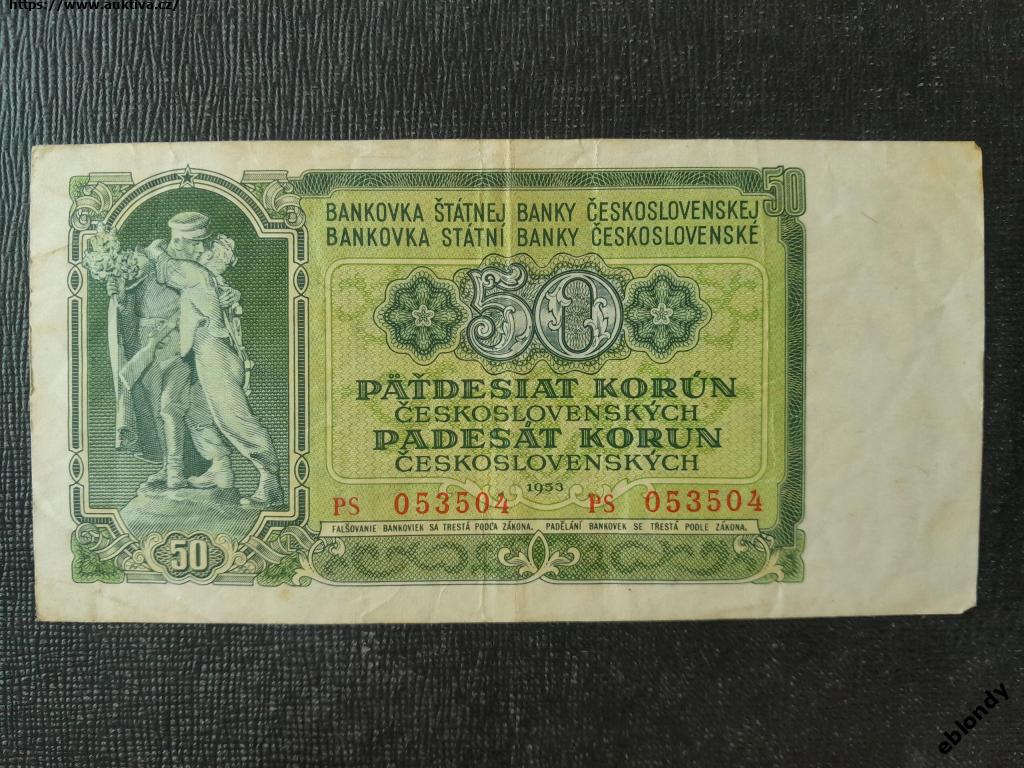 https://www.auktiva.cz/
50
BANKOVKA ŠTÁTNEJ BANKY ČESKOSLOVENSKEJ
BANKOVKA STÁTNÍ BANKY ČESKOSLOVENSKÉ
50
PÄŤDESIAT KORÚN
ČESKOSLOVENSKÝCH
PADESÁT KORUN
ČESKOSLOVENSKÝCH
1953
PS 053504 PS 053504
FALŠOVANIE BANKOVIEK SA TRESTÁ PODĽA ZÁKONA. PADĚLÁNÍ BANKOVEK SE TRESTÁ PODLE ZÁKONA.
50
eblondy